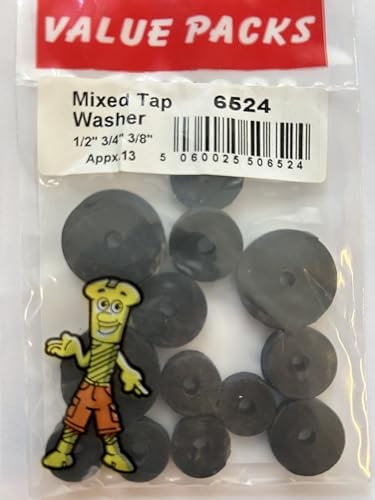 VALUE PACKS
Mixed Tap 6524
Washer
1/2" 3/4" 3/8"
Appx.13
5 060025 506524